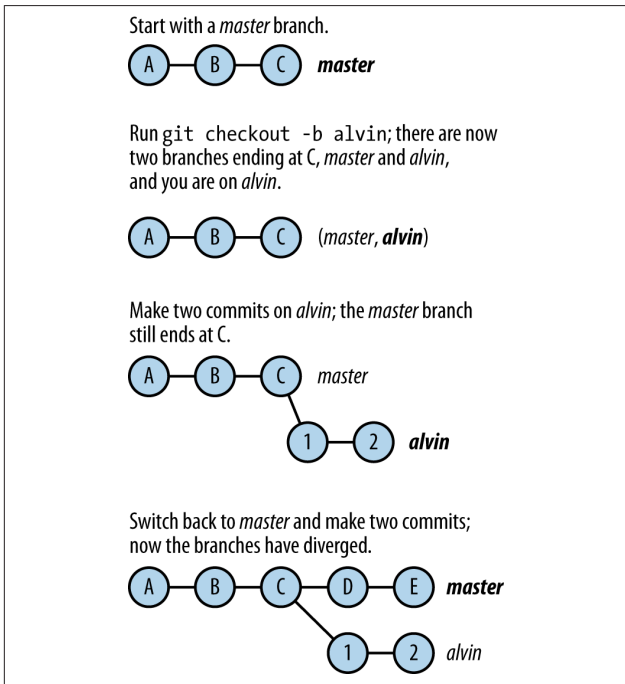 Start with a master branch.
A B C master
Run git checkout -b alvin; there are now
two branches ending at C, master and alvin,
and you are on alvin.
A B C (master, alvin)
Make two commits on alvin; the master branch
still ends at C.
A B C master
1 2 alvin
Switch back to master and make two commits;
now the branches have diverged.
A B C D E master
1 2 alvin